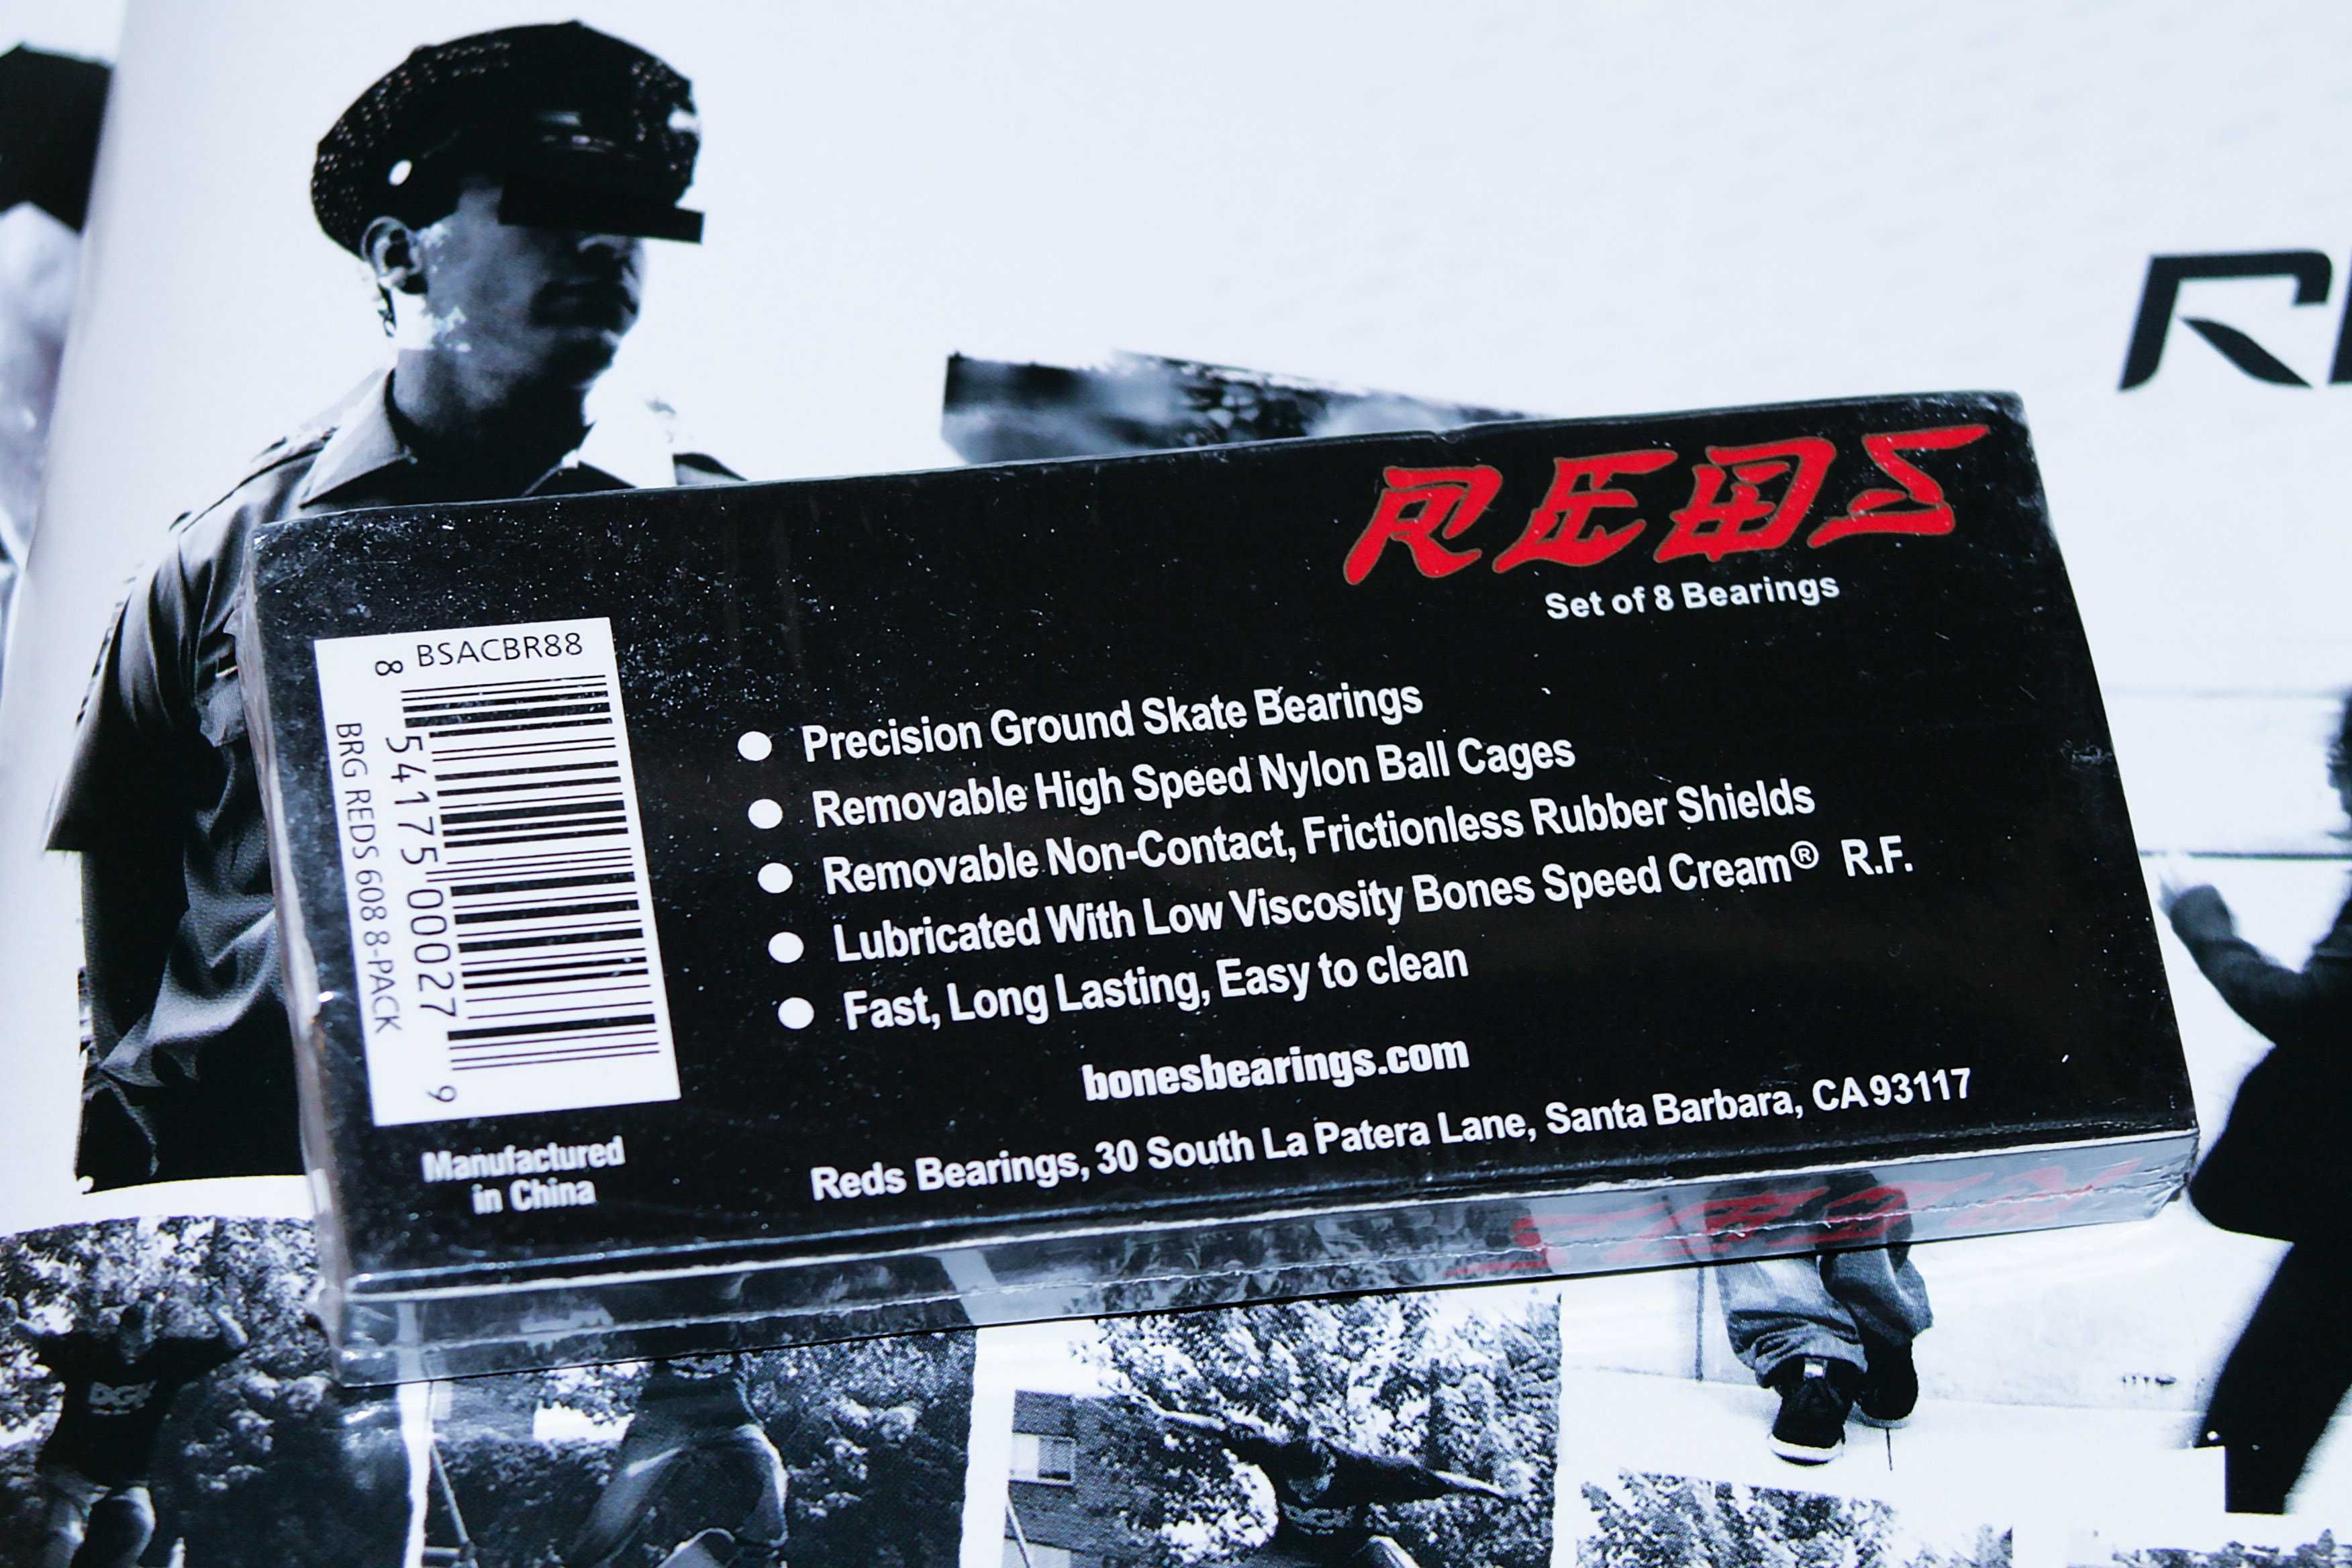 REDS
Set of 8 Bearings
BSACBR88
8 54175 00027 9
BRG REDS 608 8-PACK
Precision Ground Skate Bearings
Removable High Speed Nylon Ball Cages
Removable Non-Contact, Frictionless Rubber Shields
Lubricated With Low Viscosity Bones Speed Cream® R.F.
Fast, Long Lasting, Easy to clean
bonesbearings.com
Reds Bearings, 30 South La Patera Lane, Santa Barbara, CA 93117
Manufactured
in China
DGK